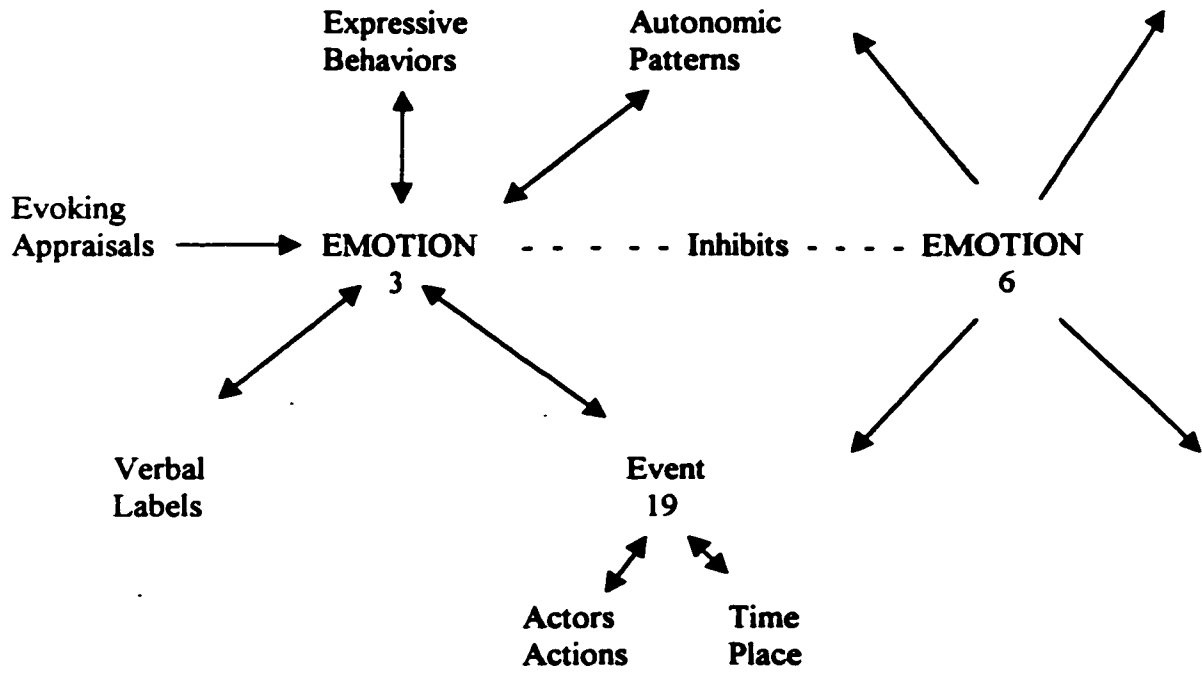 Expressive
Behaviors
Autonomic
Patterns
Evoking
Appraisals
EMOTION
3
- - - - - Inhibits - - - -
EMOTION
6
Verbal
Labels
Event
19
Actors
Actions
Time
Place